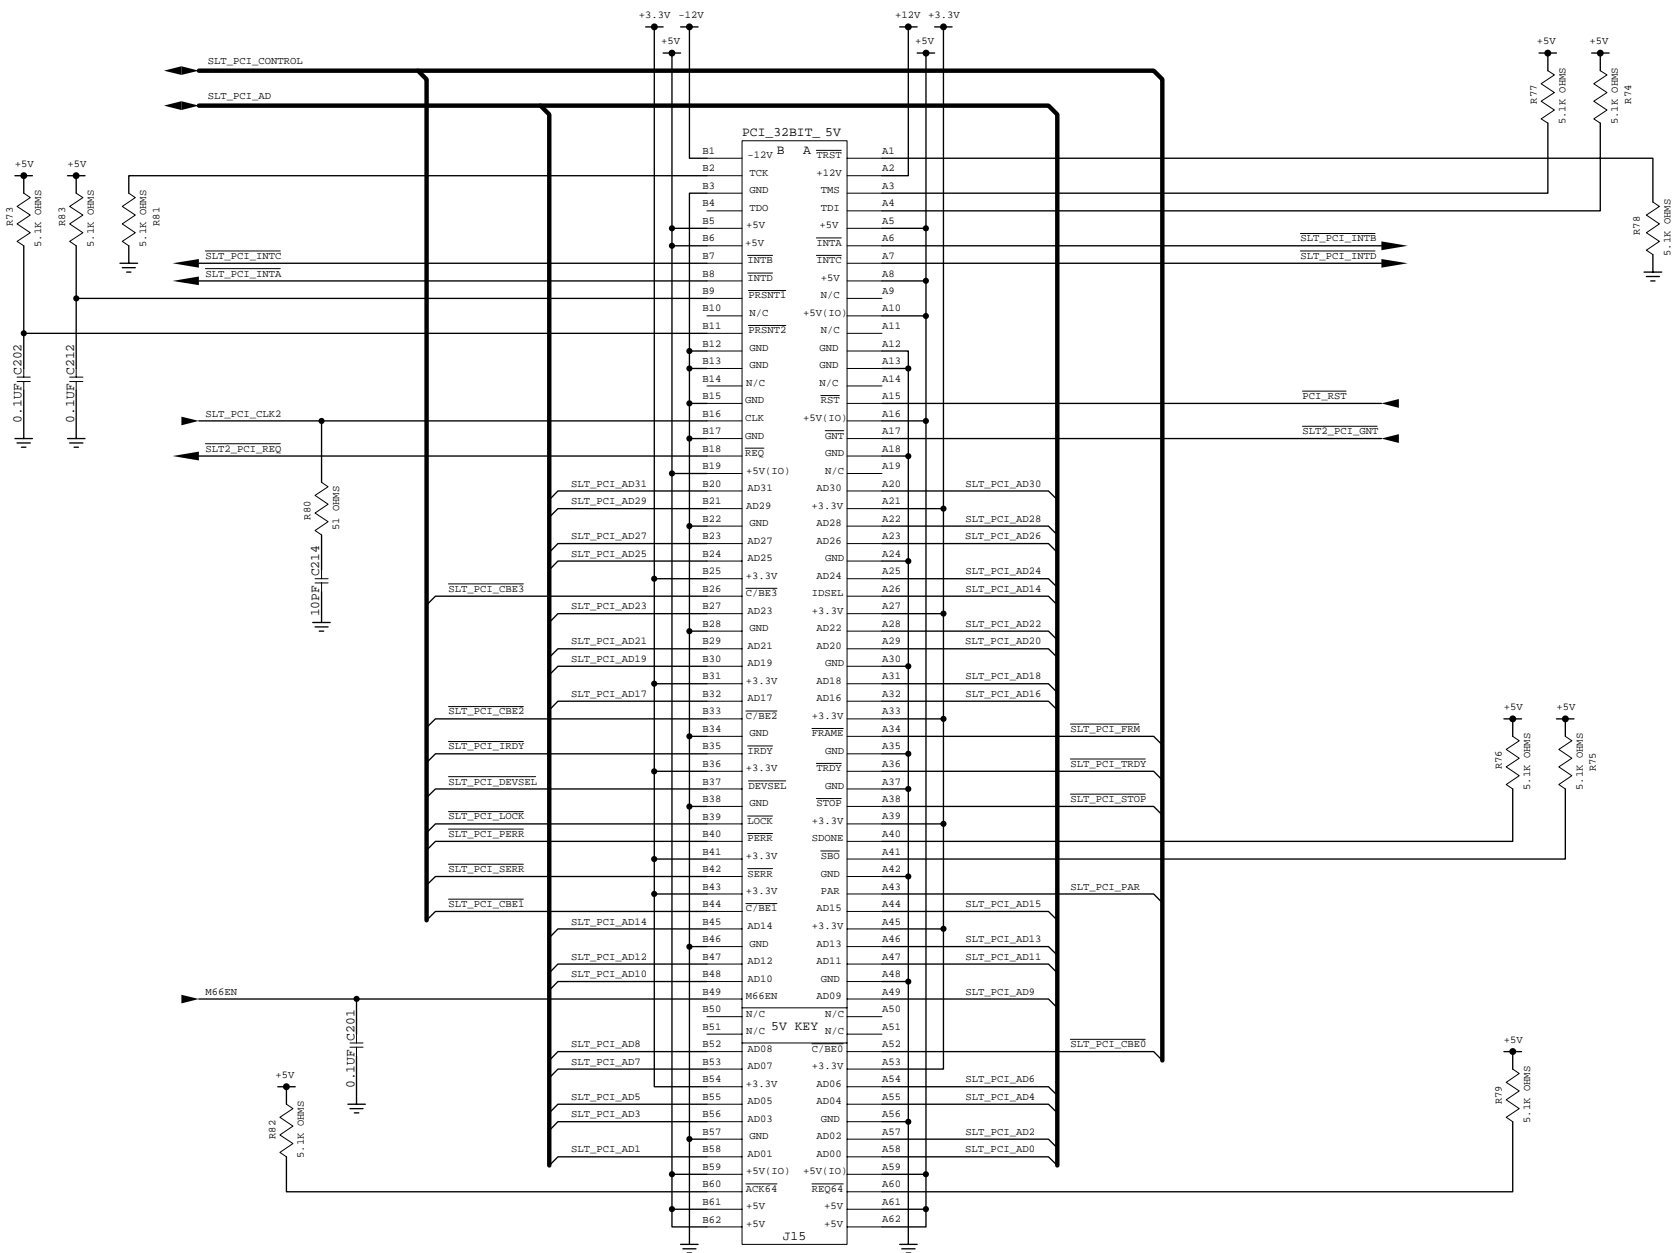 +3.3V -12V
+5V
+12V +3.3V
+5V
+5V
+5V
SLT_PCI_CONTROL
SLT_PCI_AD
R77
5.1K OHMS
5.1K OHMS
R74
PCI_32BIT_ 5V
B A
+5V
+5V
R73
5.1K OHMS
R83
5.1K OHMS
5.1K OHMS
R81
R78
5.1K OHMS
B1 -12V TRST A1
B2 TCK +12V A2
B3 GND TMS A3
B4 TDO TDI A4
B5 +5V +5V A5
B6 +5V INTA A6 SLT_PCI_INTB
SLT_PCI_INTC B7 INTB INTC A7 SLT_PCI_INTD
SLT_PCI_INTA B8 INTD +5V A8
B9 PRSNT1 N/C A9
B10 N/C +5V(IO) A10
B11 PRSNT2 N/C A11
B12 GND GND A12
B13 GND GND A13
0.1UF C202
0.1UF C212
B14 N/C N/C A14
B15 GND RST A15 PCI_RST
SLT_PCI_CLK2 B16 CLK +5V(IO) A16
B17 GND GNT A17 SLT2_PCI_GNT
SLT2_PCI_REQ B18 REQ GND A18
B19 +5V(IO) N/C A19
SLT_PCI_AD31 B20 AD31 AD30 A20 SLT_PCI_AD30
SLT_PCI_AD29 B21 AD29 +3.3V A21
R80
51 OHMS
B22 GND AD28 A22 SLT_PCI_AD28
SLT_PCI_AD27 B23 AD27 AD26 A23 SLT_PCI_AD26
SLT_PCI_AD25 B24 AD25 GND A24
10PF C214
B25 +3.3V AD24 A25 SLT_PCI_AD24
SLT_PCI_CBE3 B26 C/BE3 IDSEL A26 SLT_PCI_AD14
SLT_PCI_AD23 B27 AD23 +3.3V A27
B28 GND AD22 A28 SLT_PCI_AD22
SLT_PCI_AD21 B29 AD21 AD20 A29 SLT_PCI_AD20
SLT_PCI_AD19 B30 AD19 GND A30
B31 +3.3V AD18 A31 SLT_PCI_AD18
SLT_PCI_AD17 B32 AD17 AD16 A32 SLT_PCI_AD16
SLT_PCI_CBE2 B33 C/BE2 +3.3V A33
+5V
+5V
B34 GND FRAME A34 SLT_PCI_FRM
SLT_PCI_IRDY B35 IRDY GND A35
R76
5.1K OHMS
5.1K OHMS
R75
B36 +3.3V TRDY A36 SLT_PCI_TRDY
SLT_PCI_DEVSEL B37 DEVSEL GND A37
B38 GND STOP A38 SLT_PCI_STOP
SLT_PCI_LOCK B39 LOCK +3.3V A39
SLT_PCI_PERR B40 PERR SDONE A40
B41 +3.3V SBO A41
SLT_PCI_SERR B42 SERR GND A42
B43 +3.3V PAR A43 SLT_PCI_PAR
SLT_PCI_CBE1 B44 C/BE1 AD15 A44 SLT_PCI_AD15
SLT_PCI_AD14 B45 AD14 +3.3V A45
B46 GND AD13 A46 SLT_PCI_AD13
SLT_PCI_AD12 B47 AD12 AD11 A47 SLT_PCI_AD11
SLT_PCI_AD10 B48 AD10 GND A48
M66EN B49 M66EN AD09 A49 SLT_PCI_AD9
B50 N/C N/C A50
5V KEY
B51 N/C N/C A51
0.1UF C201
SLT_PCI_AD8 B52 AD08 C/BE0 A52 SLT_PCI_CBE0
SLT_PCI_AD7 B53 AD07 +3.3V A53
+5V
+5V
B54 +3.3V AD06 A54 SLT_PCI_AD6
SLT_PCI_AD5 B55 AD05 AD04 A55 SLT_PCI_AD4
SLT_PCI_AD3 B56 AD03 GND A56
R82
5.1K OHMS
R79
5.1K OHMS
B57 GND AD02 A57 SLT_PCI_AD2
SLT_PCI_AD1 B58 AD01 AD00 A58 SLT_PCI_AD0
B59 +5V(IO) +5V(IO) A59
B60 ACK64 REQ64 A60
B61 +5V +5V A61
B62 +5V +5V A62
J15